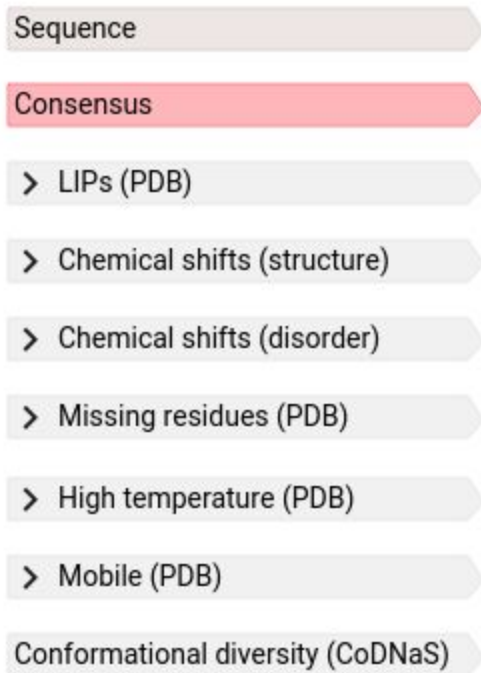 Sequence
Consensus
LIPs (PDB)
Chemical shifts (structure)
Chemical shifts (disorder)
Missing residues (PDB)
High temperature (PDB)
Mobile (PDB)
Conformational diversity (CoDNaS)